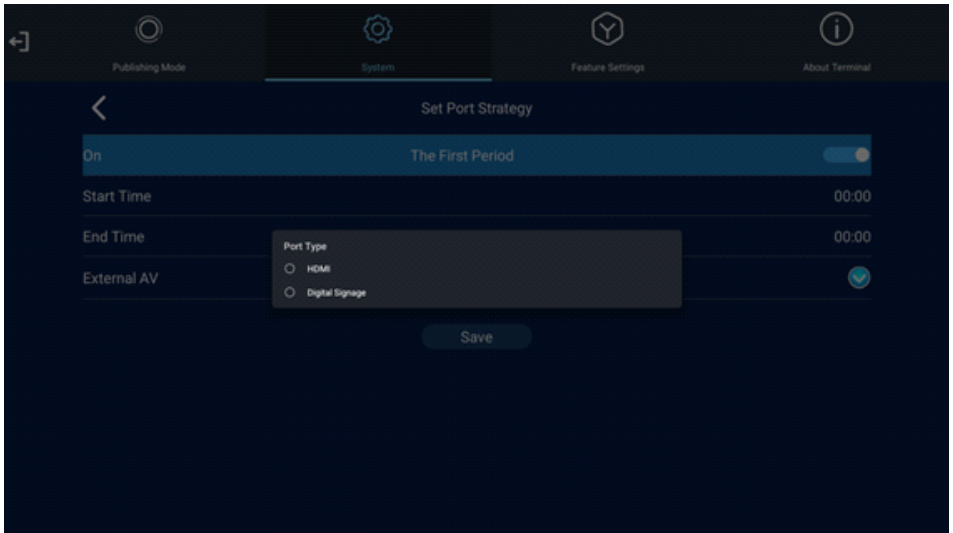 Publishing Mode
System
Feature Settings
About Terminal
Set Port Strategy
On The First Period
Start Time 00:00
End Time 00:00
Port Type
HDMI
External AV
Digital Signage
Save